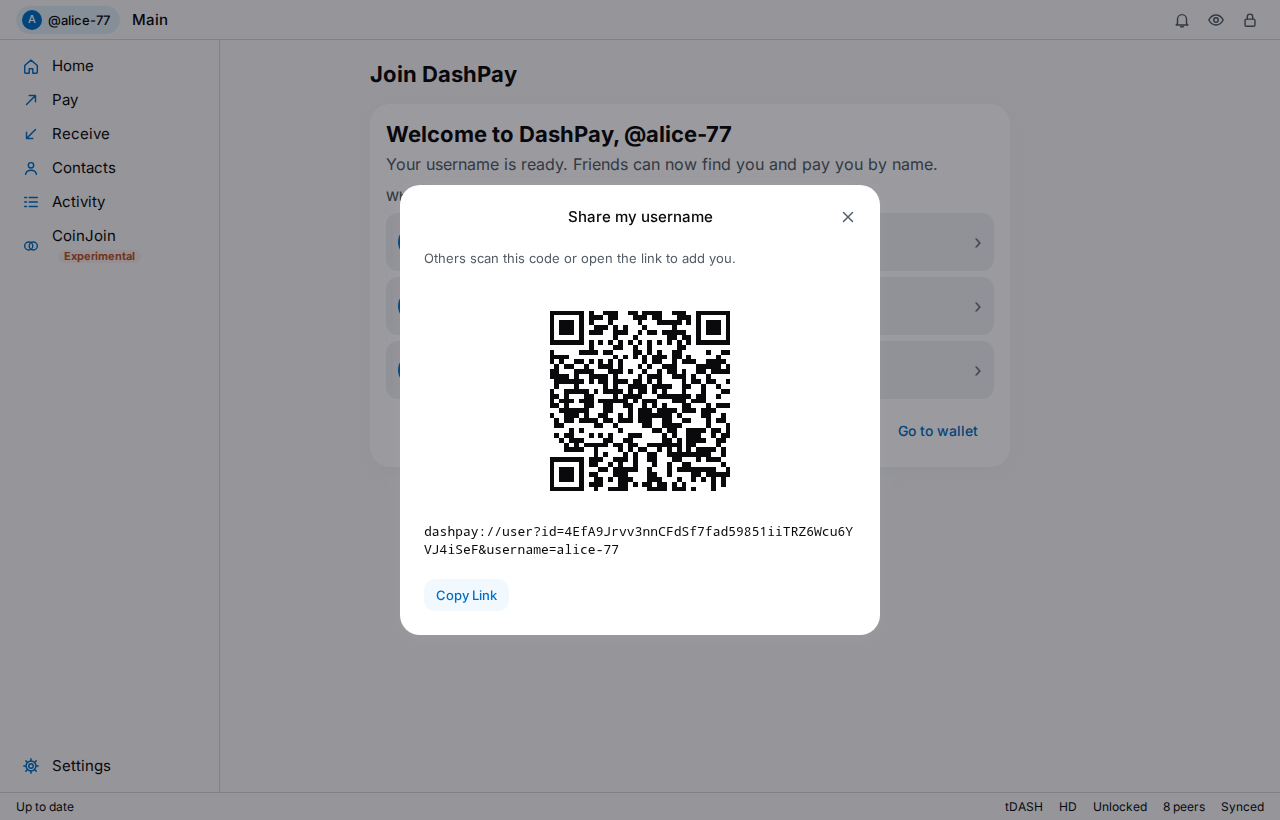 A @alice-77 Main
Home
Pay
Receive
Contacts
Activity
CoinJoin
Experimental
Settings
Join DashPay
Welcome to DashPay, @alice-77
Your username is ready. Friends can now find you and pay you by name.
Share my username
Others scan this code or open the link to add you.
dashpay://user?id=4EfA9Jrvv3nnCFdSf7fad59851iiTRZ6Wcu6Y
VJ4iSeF&username=alice-77
Copy Link
Go to wallet
Up to date
tDASH HD Unlocked 8 peers Synced